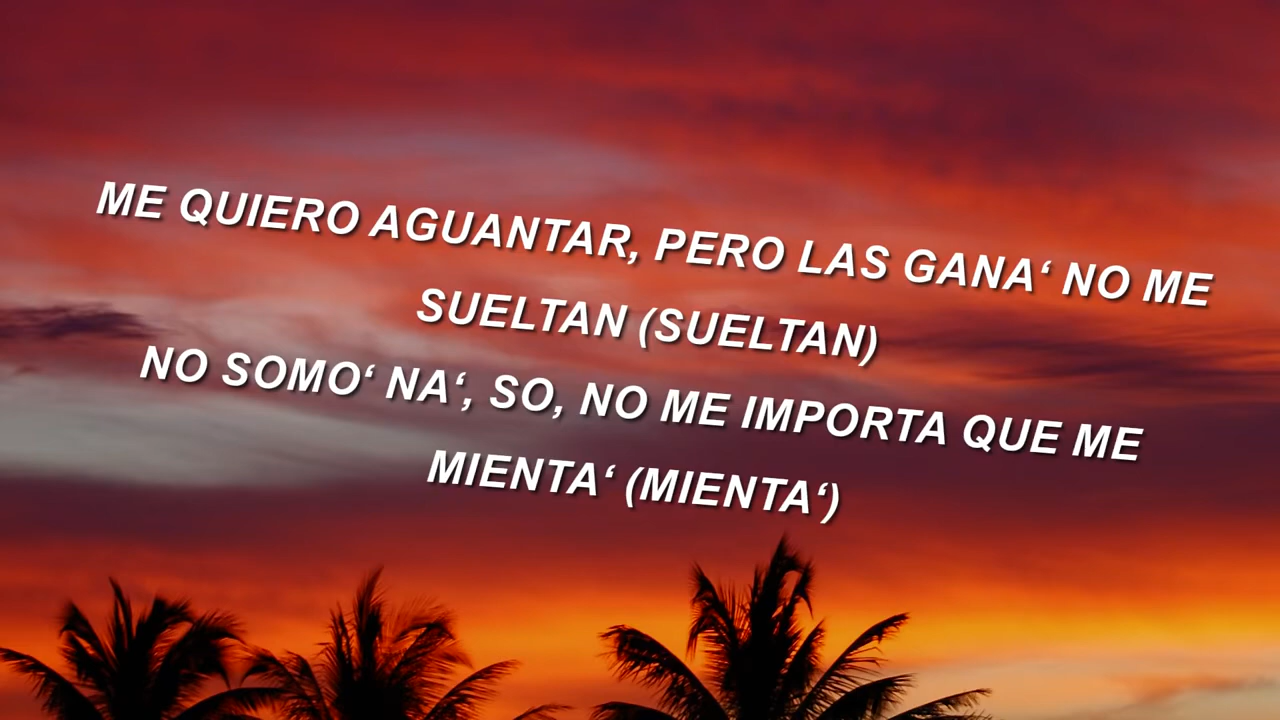 ME QUIERO AGUANTAR, PERO LAS GANA‘ NO ME
SUELTAN (SUELTAN)
NO SOMO‘ NA‘, SO, NO ME IMPORTA QUE ME
MIENTA‘ (MIENTA‘)